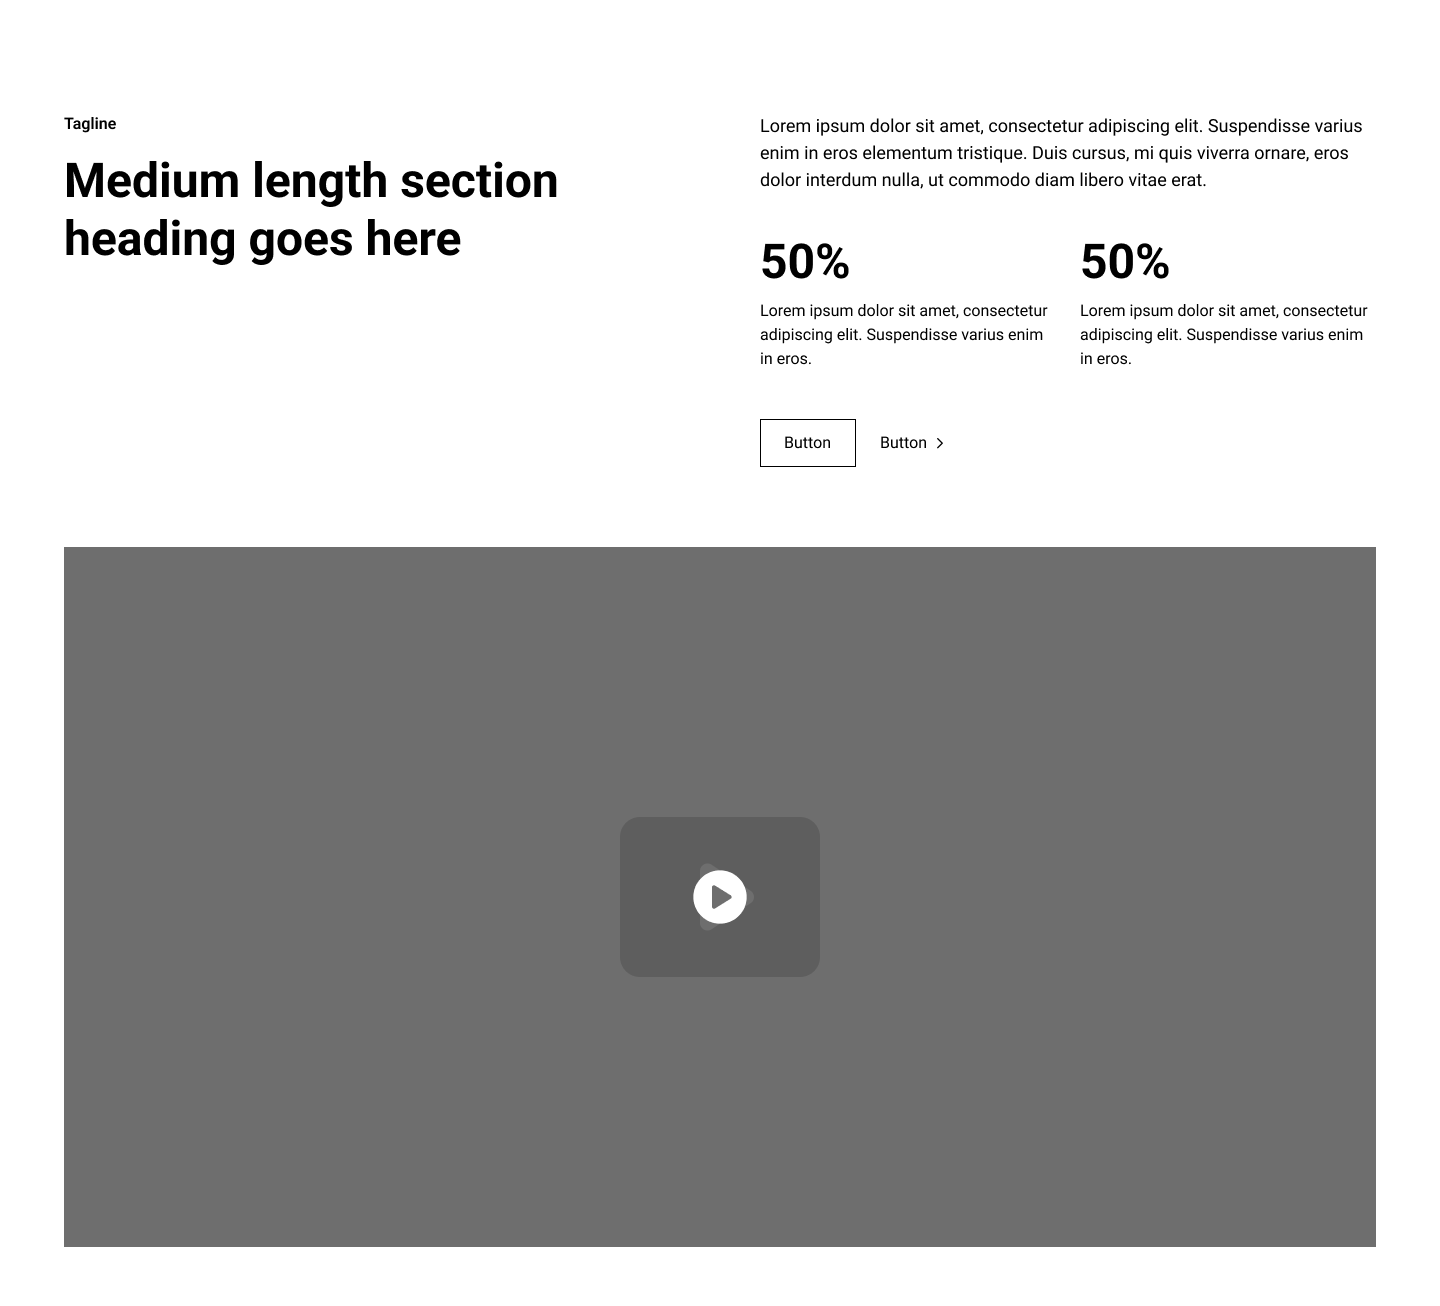 Tagline
Medium length section
heading goes here
Lorem ipsum dolor sit amet, consectetur adipiscing elit. Suspendisse varius
enim in eros elementum tristique. Duis cursus, mi quis viverra ornare, eros
dolor interdum nulla, ut commodo diam libero vitae erat.
50%
Lorem ipsum dolor sit amet, consectetur
adipiscing elit. Suspendisse varius enim
in eros.
50%
Lorem ipsum dolor sit amet, consectetur
adipiscing elit. Suspendisse varius enim
in eros.
Button
Button